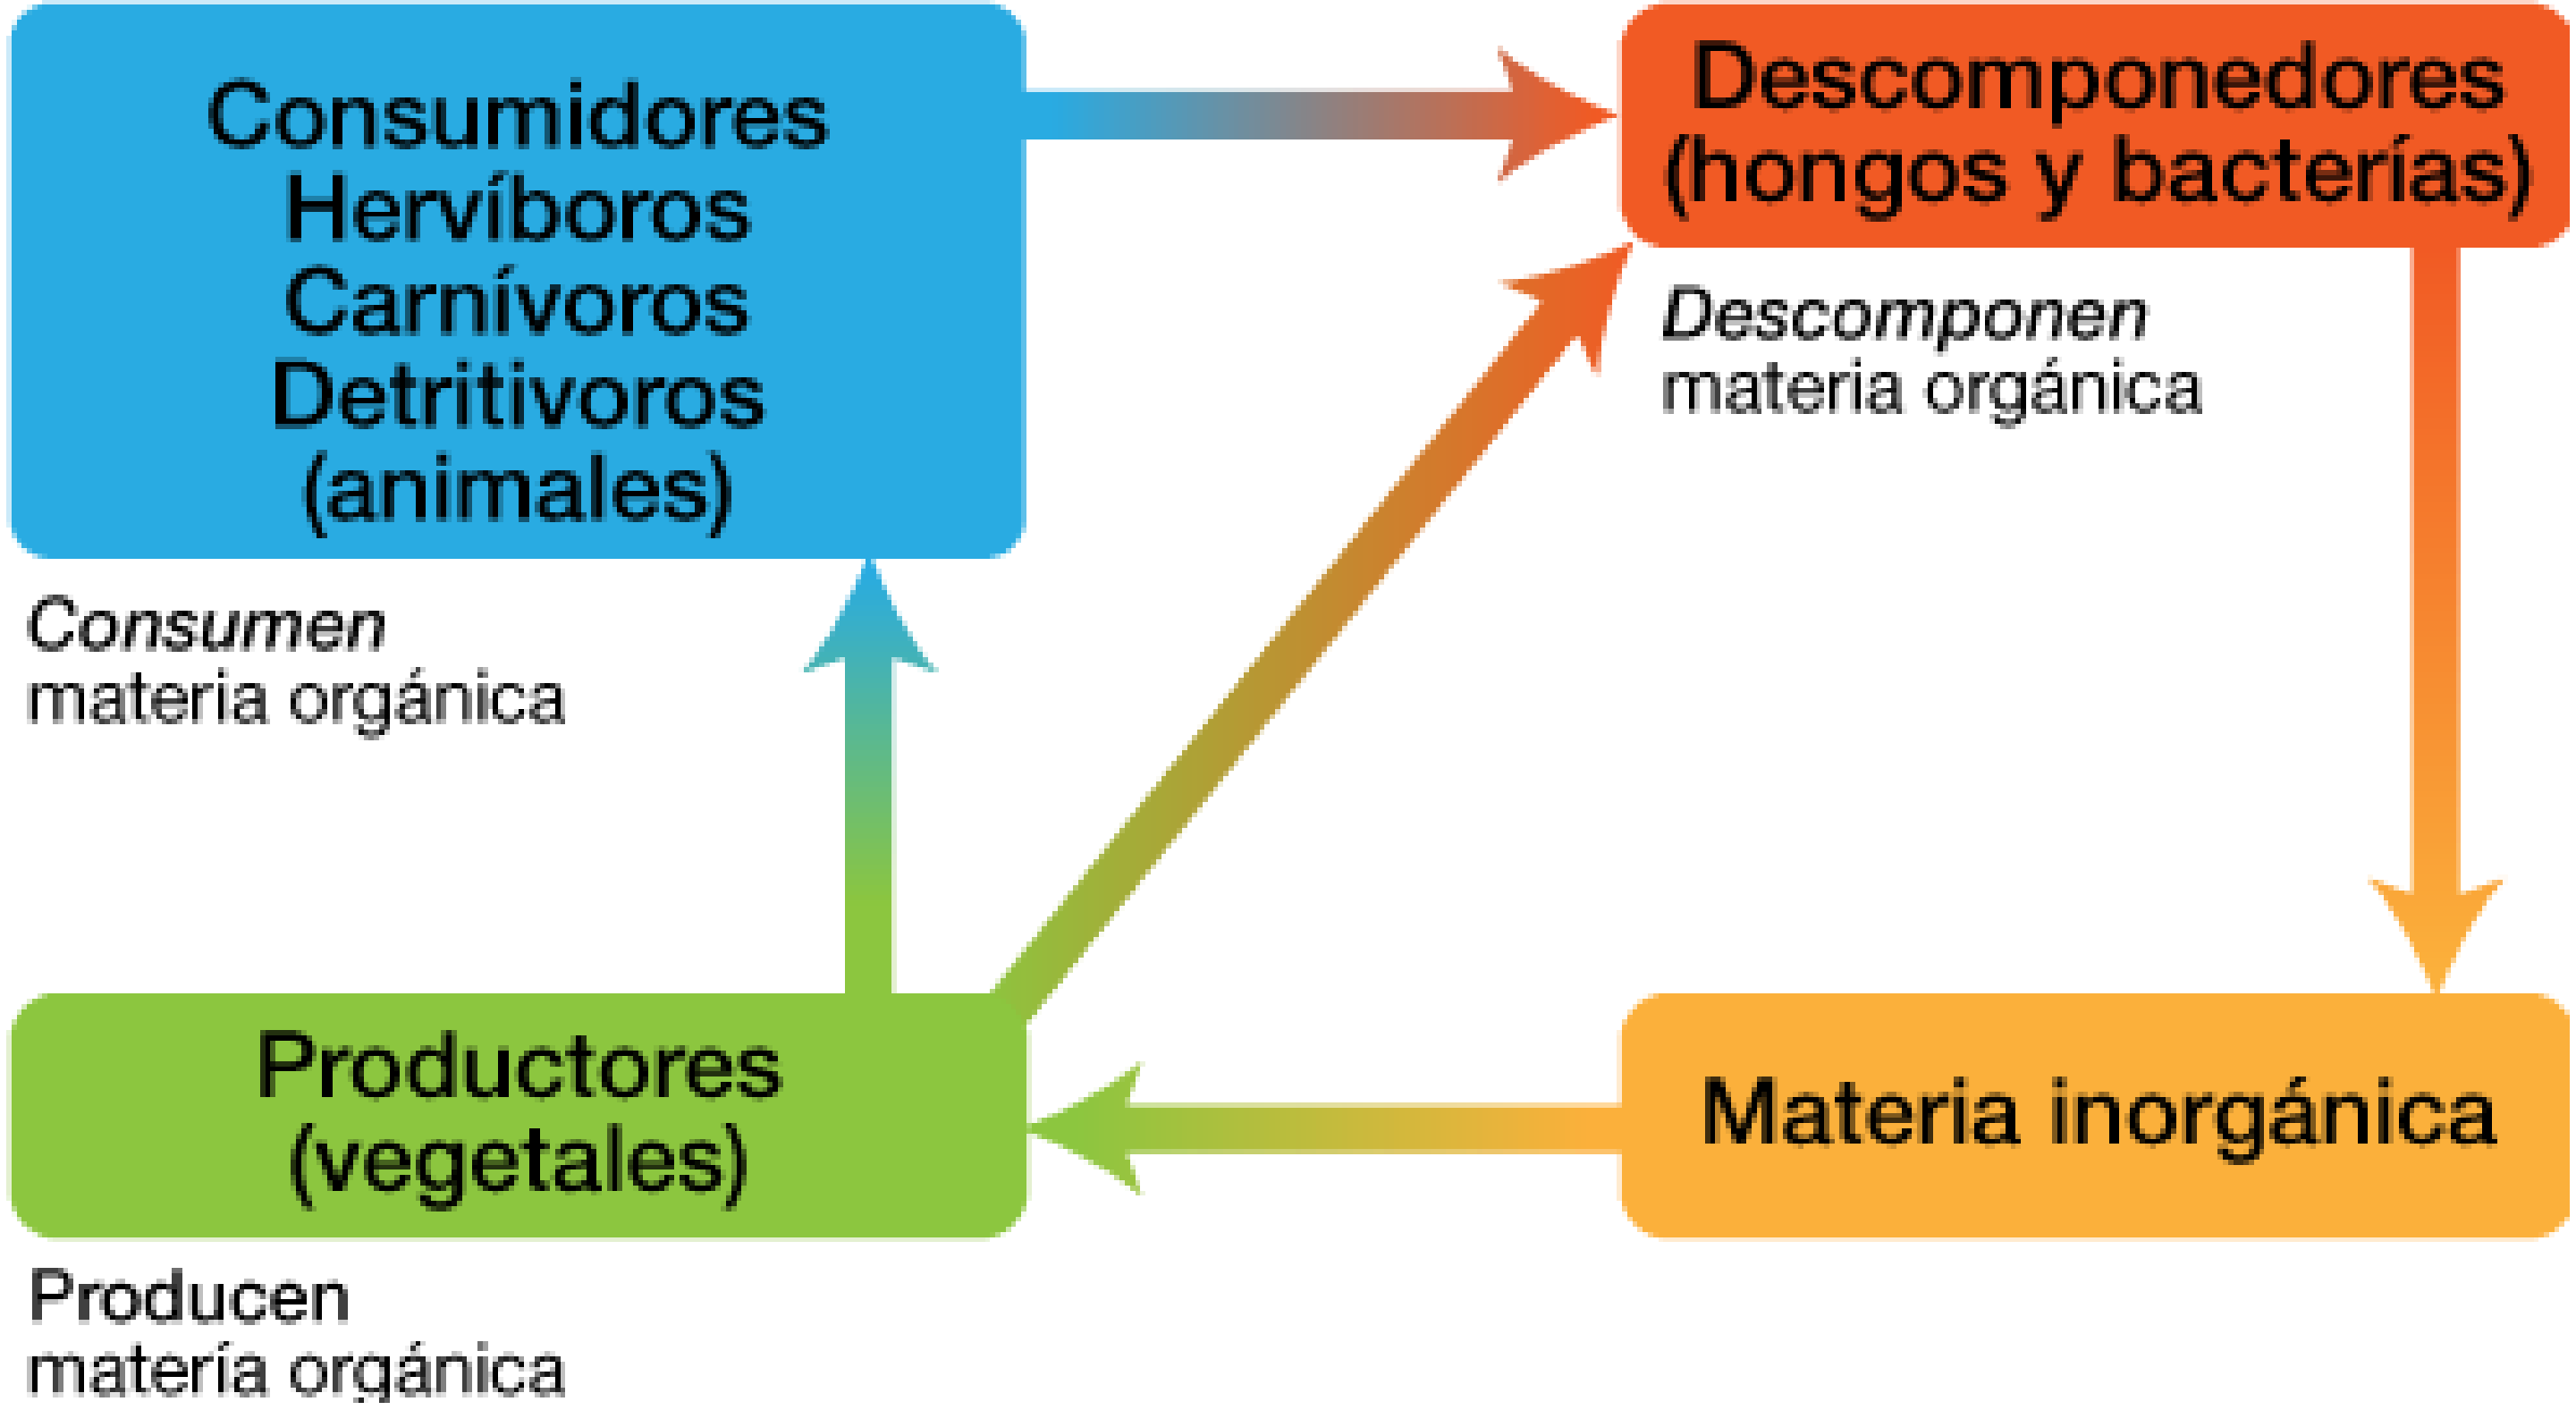 Consumidores
Hervíboros
Carnívoros
Detritivoros
(animales)
Consumen
materia orgánica
Descomponedores
(hongos y bacterías)
Descomponen
materia orgánica
Productores
(vegetales)
Producen
matería orgánica
Materia inorgánica